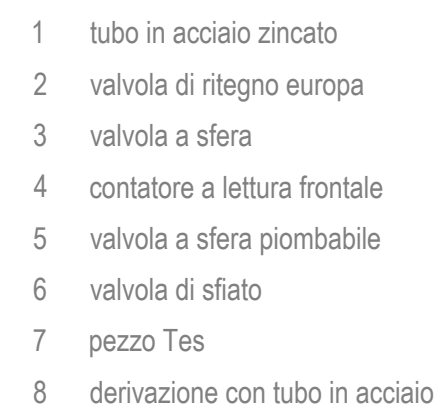 1 tubo in acciaio zincato
2 valvola di ritegno europa
3 valvola a sfera
4 contatore a lettura frontale
5 valvola a sfera piombabile
6 valvola di sfiato
7 pezzo Tes
8 derivazione con tubo in acciaio